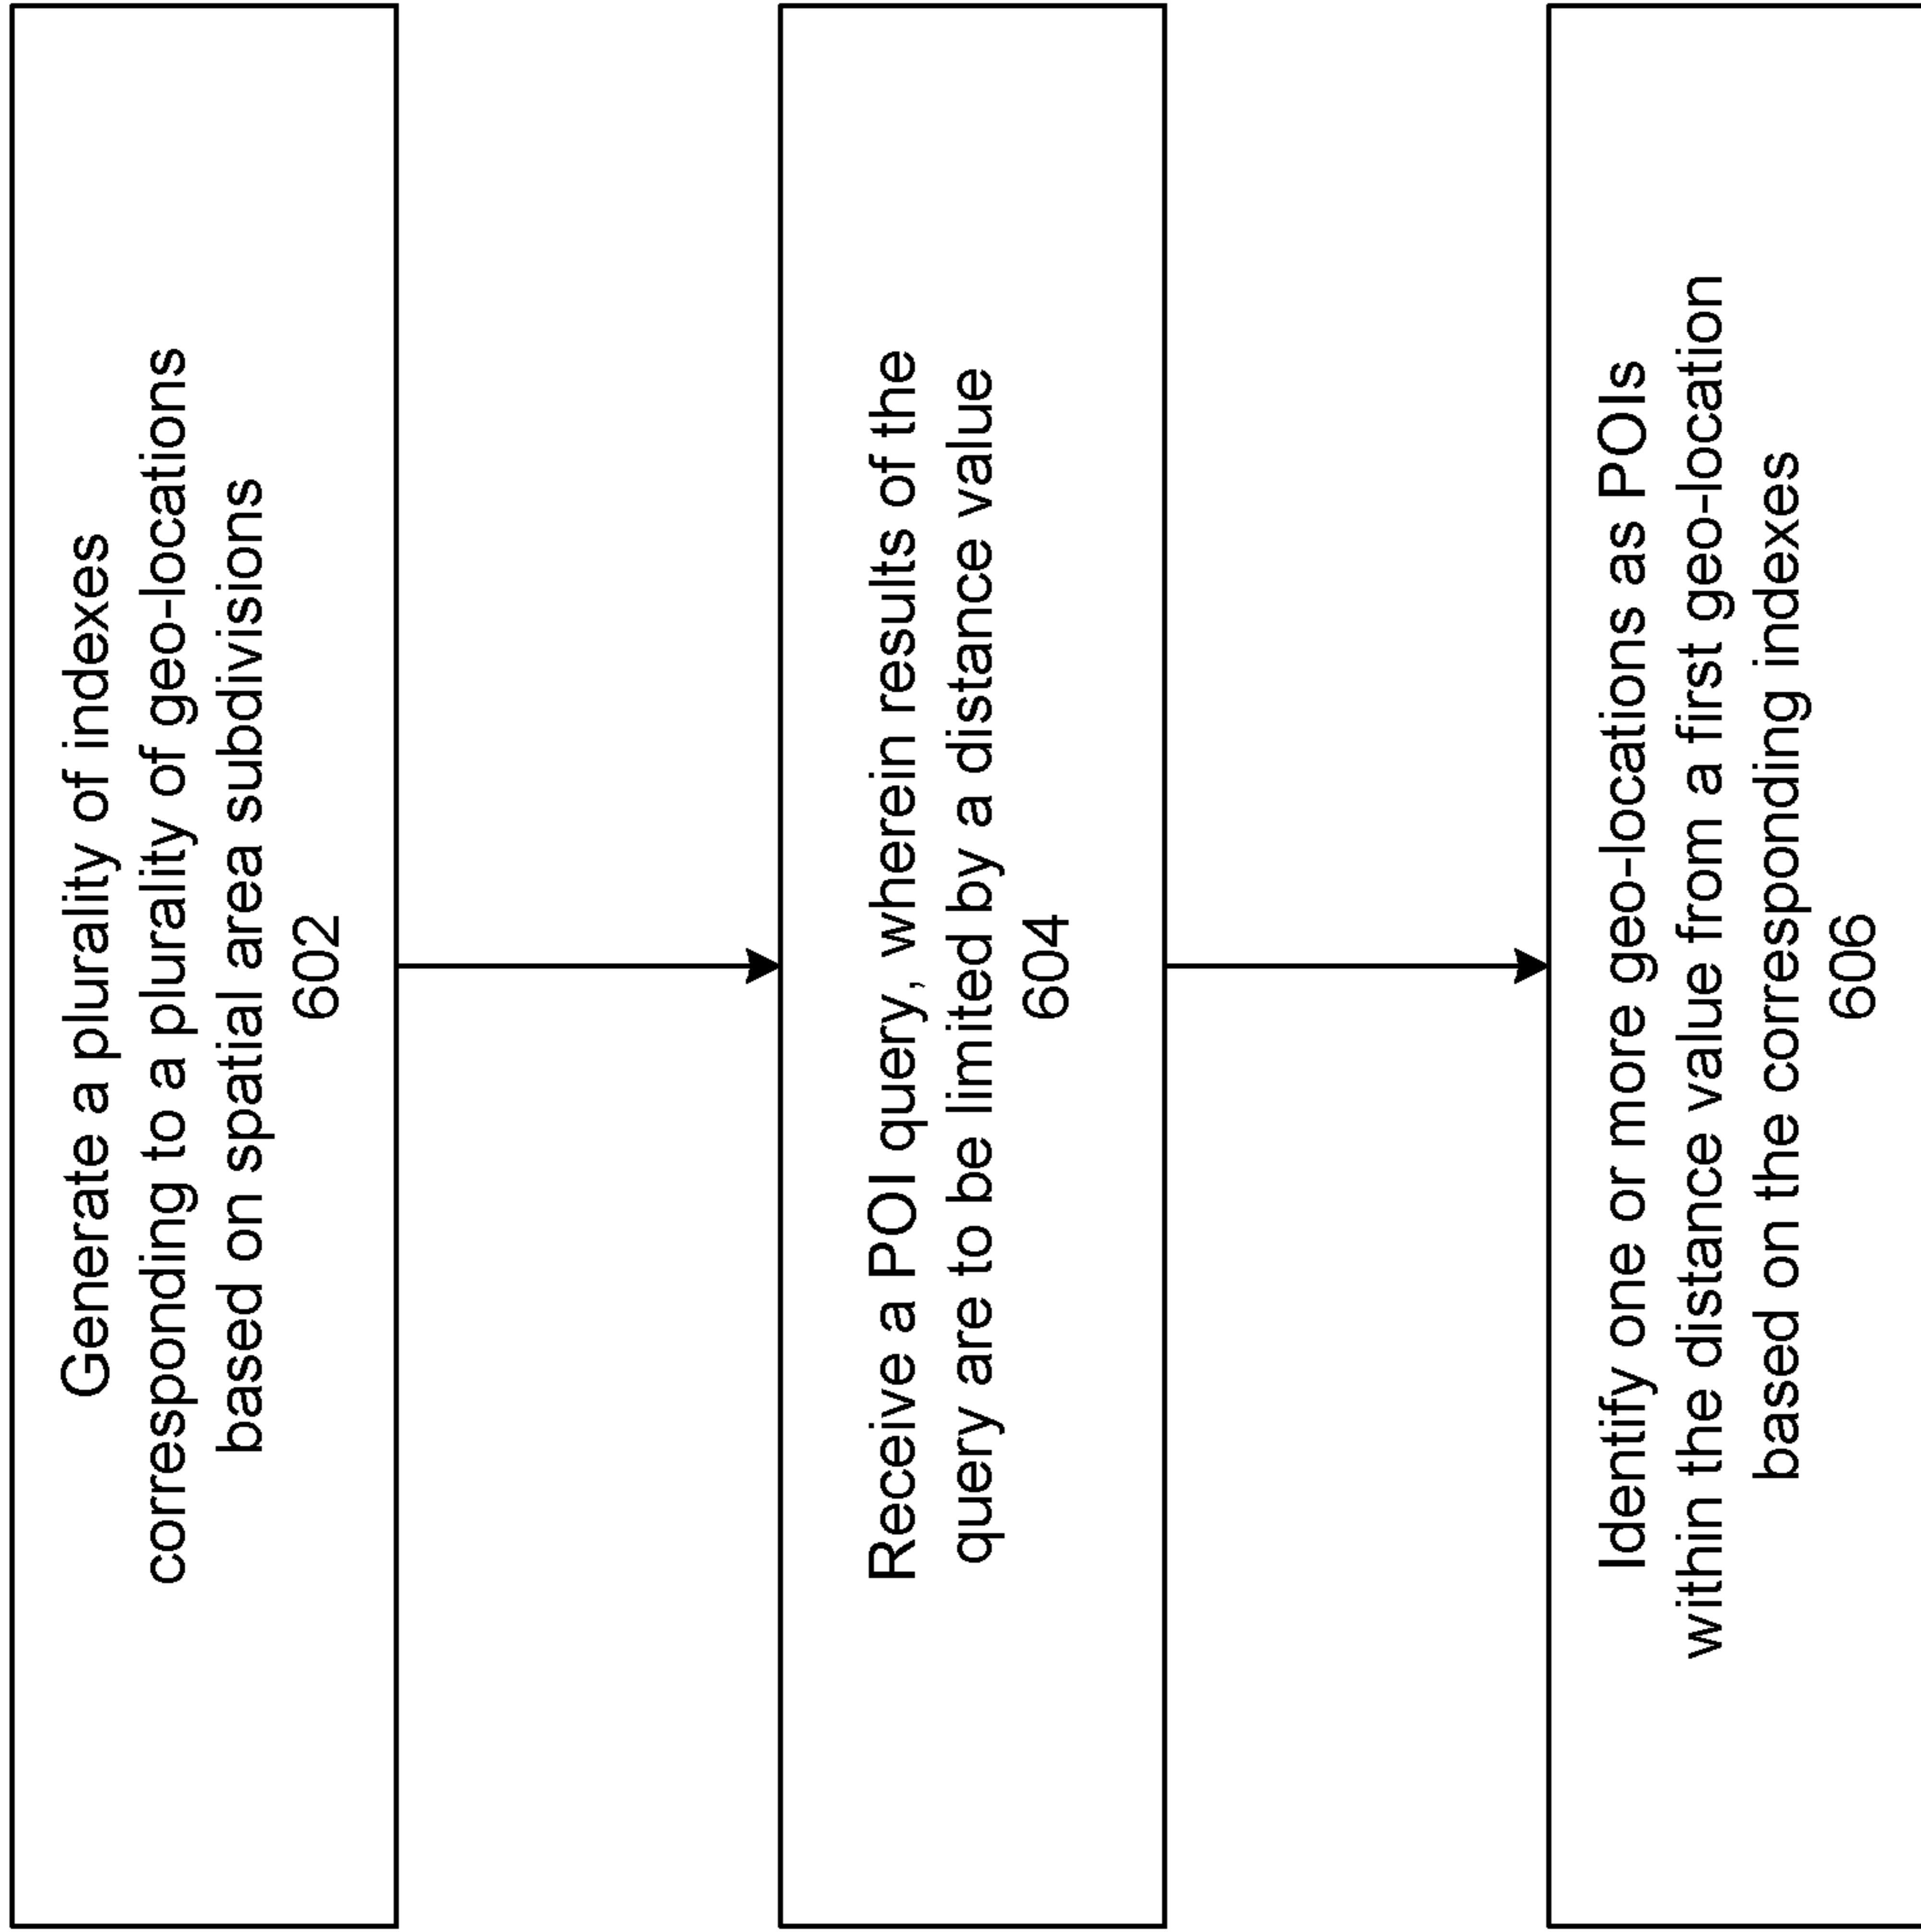 Generate a plurality of indexes
corresponding to a plurality of geo-locations
based on spatial area subdivisions
602
Receive a POI query, wherein results of the
query are to be limited by a distance value
604
Identify one or more geo-locations as POIs
within the distance value from a first geo-location
based on the corresponding indexes
606